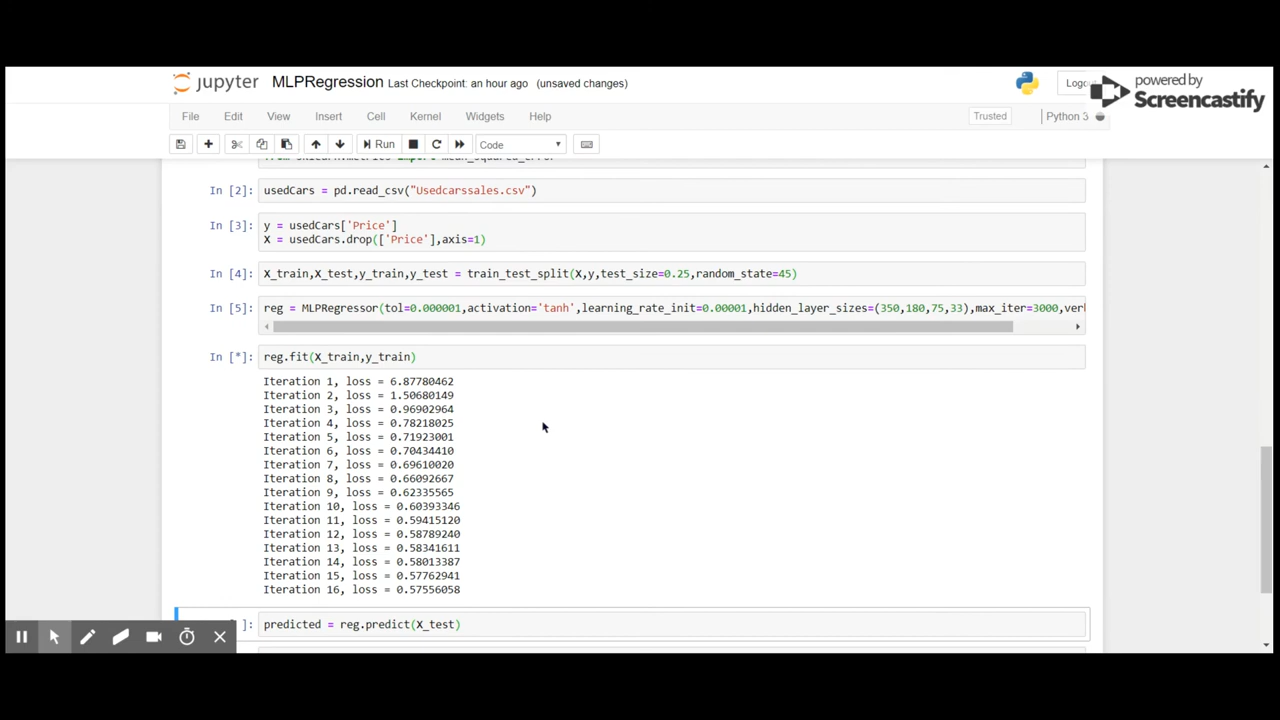 jupyter MLPRegression Last Checkpoint: an hour ago (unsaved changes)
Logou
powered by
Screencastify
File Edit View Insert Cell Kernel Widgets Help
Trusted
Python 3
Run
Code
from sklearn.metrics import mean_squared_error
In [2]: usedCars = pd.read_csv("Usedcarssales.csv")
In [3]: y = usedCars['Price']
X = usedCars.drop(['Price'],axis=1)
In [4]: X_train,X_test,y_train,y_test = train_test_split(X,y,test_size=0.25,random_state=45)
In [5]: reg = MLPRegressor(tol=0.000001,activation='tanh',learning_rate_init=0.00001,hidden_layer_sizes=(350,180,75,33),max_iter=3000,verl
In [*]: reg.fit(X_train,y_train)
Iteration 1, loss = 6.87780462
Iteration 2, loss = 1.50680149
Iteration 3, loss = 0.96902964
Iteration 4, loss = 0.78218025
Iteration 5, loss = 0.71923001
Iteration 6, loss = 0.70434410
Iteration 7, loss = 0.69610020
Iteration 8, loss = 0.66092667
Iteration 9, loss = 0.62335565
Iteration 10, loss = 0.60393346
Iteration 11, loss = 0.59415120
Iteration 12, loss = 0.58789240
Iteration 13, loss = 0.58341611
Iteration 14, loss = 0.58013387
Iteration 15, loss = 0.57762941
Iteration 16, loss = 0.57556058
]: predicted = reg.predict(X_test)